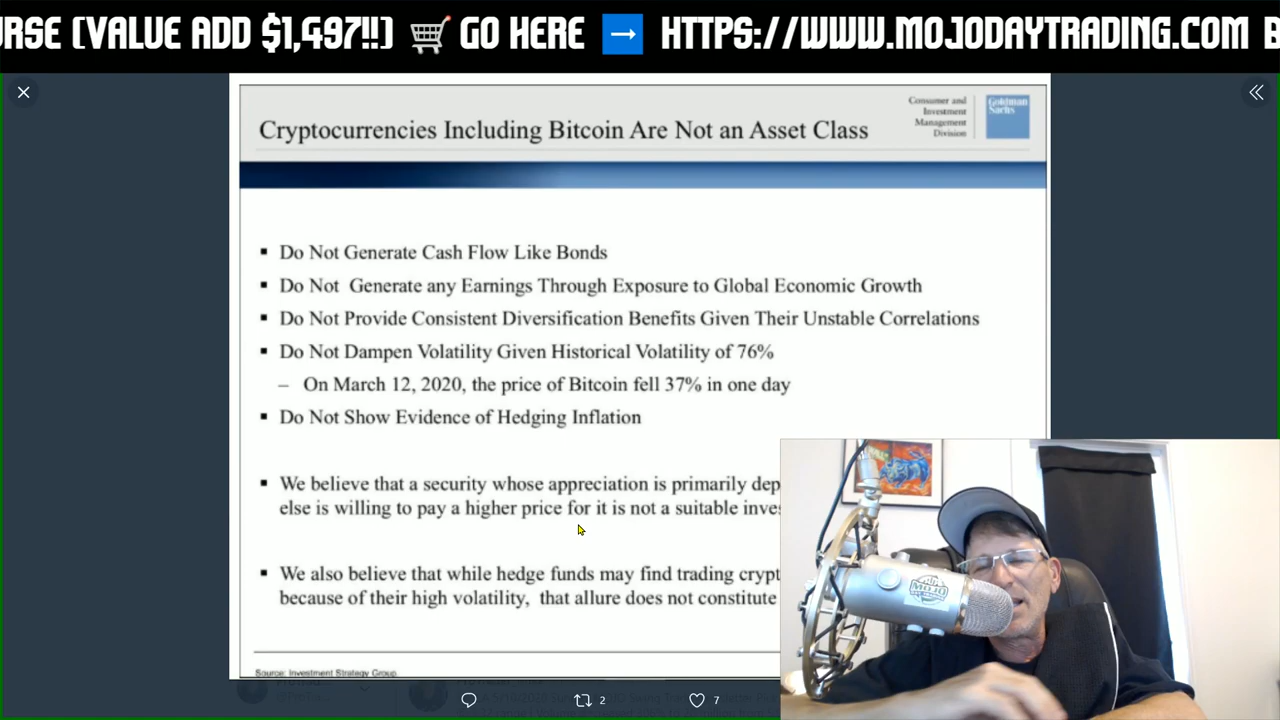 RSE (VALUE ADD $1,497!!) 🛒 GO HERE ➡ HTTPS://WWW.MOJODAYTRADING.COM
Cryptocurrencies Including Bitcoin Are Not an Asset Class
Consumer and
Investment
Management
Division
Goldman
Sachs
▪ Do Not Generate Cash Flow Like Bonds
▪ Do Not Generate any Earnings Through Exposure to Global Economic Growth
▪ Do Not Provide Consistent Diversification Benefits Given Their Unstable Correlations
▪ Do Not Dampen Volatility Given Historical Volatility of 76%
– On March 12, 2020, the price of Bitcoin fell 37% in one day
▪ Do Not Show Evidence of Hedging Inflation
▪ We believe that a security whose appreciation is primarily dep
else is willing to pay a higher price for it is not a suitable inves
▪ We also believe that while hedge funds may find trading crypt
because of their high volatility, that allure does not constitute
Source: Investment Strategy Group
2
7
MOJO